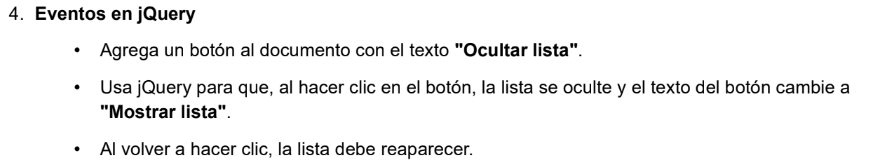 4. Eventos en jQuery
• Agrega un botón al documento con el texto "Ocultar lista".
• Usa jQuery para que, al hacer clic en el botón, la lista se oculte y el texto del botón cambie a
"Mostrar lista".
• Al volver a hacer clic, la lista debe reaparecer.